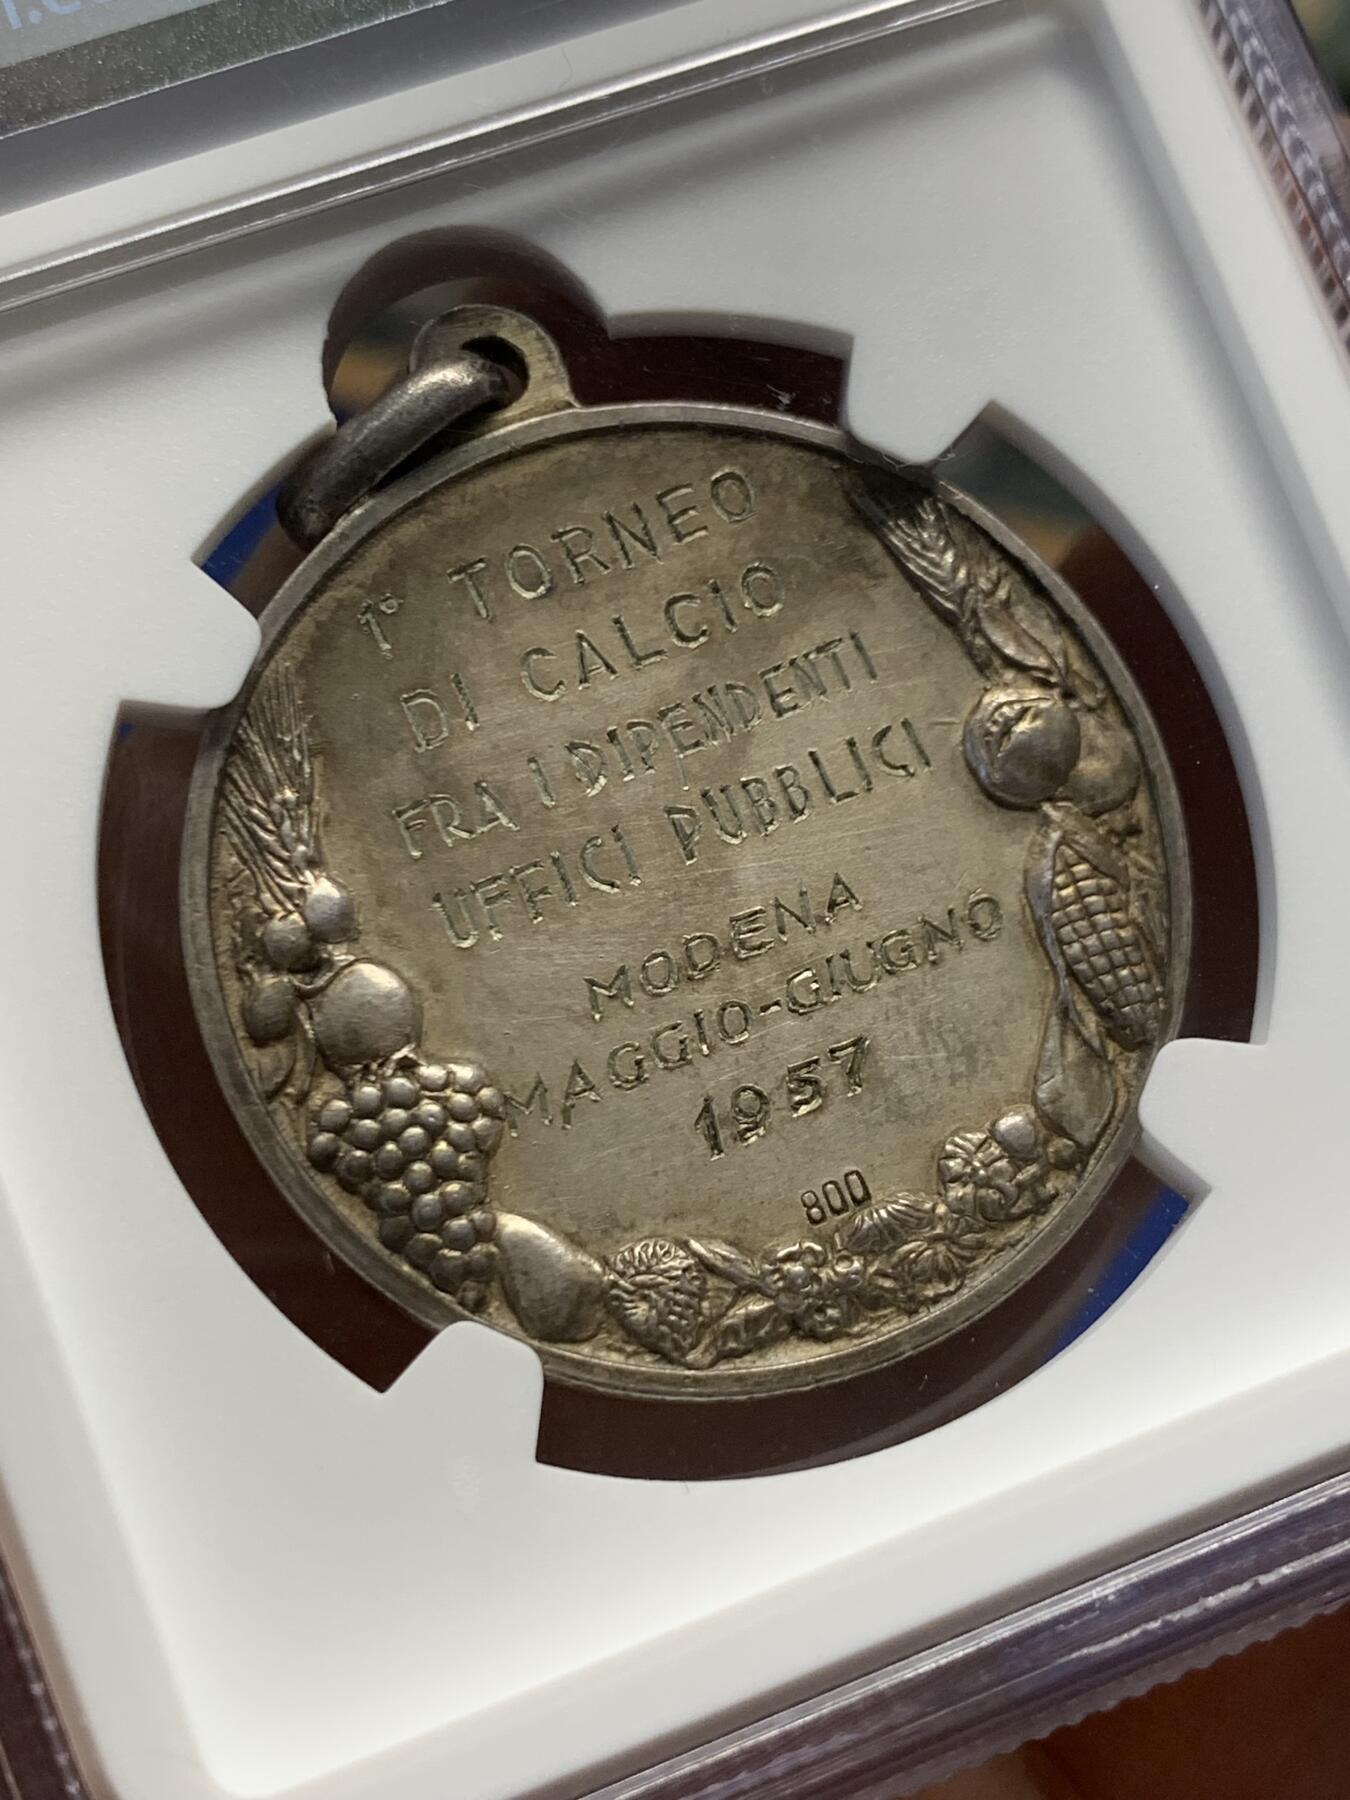 1° TORNEO
DI CALCIO
FRA I DIPENDENTI
UFFICI PUBBLICI
MODENA
MAGGIO-GIUGNO
1957
800